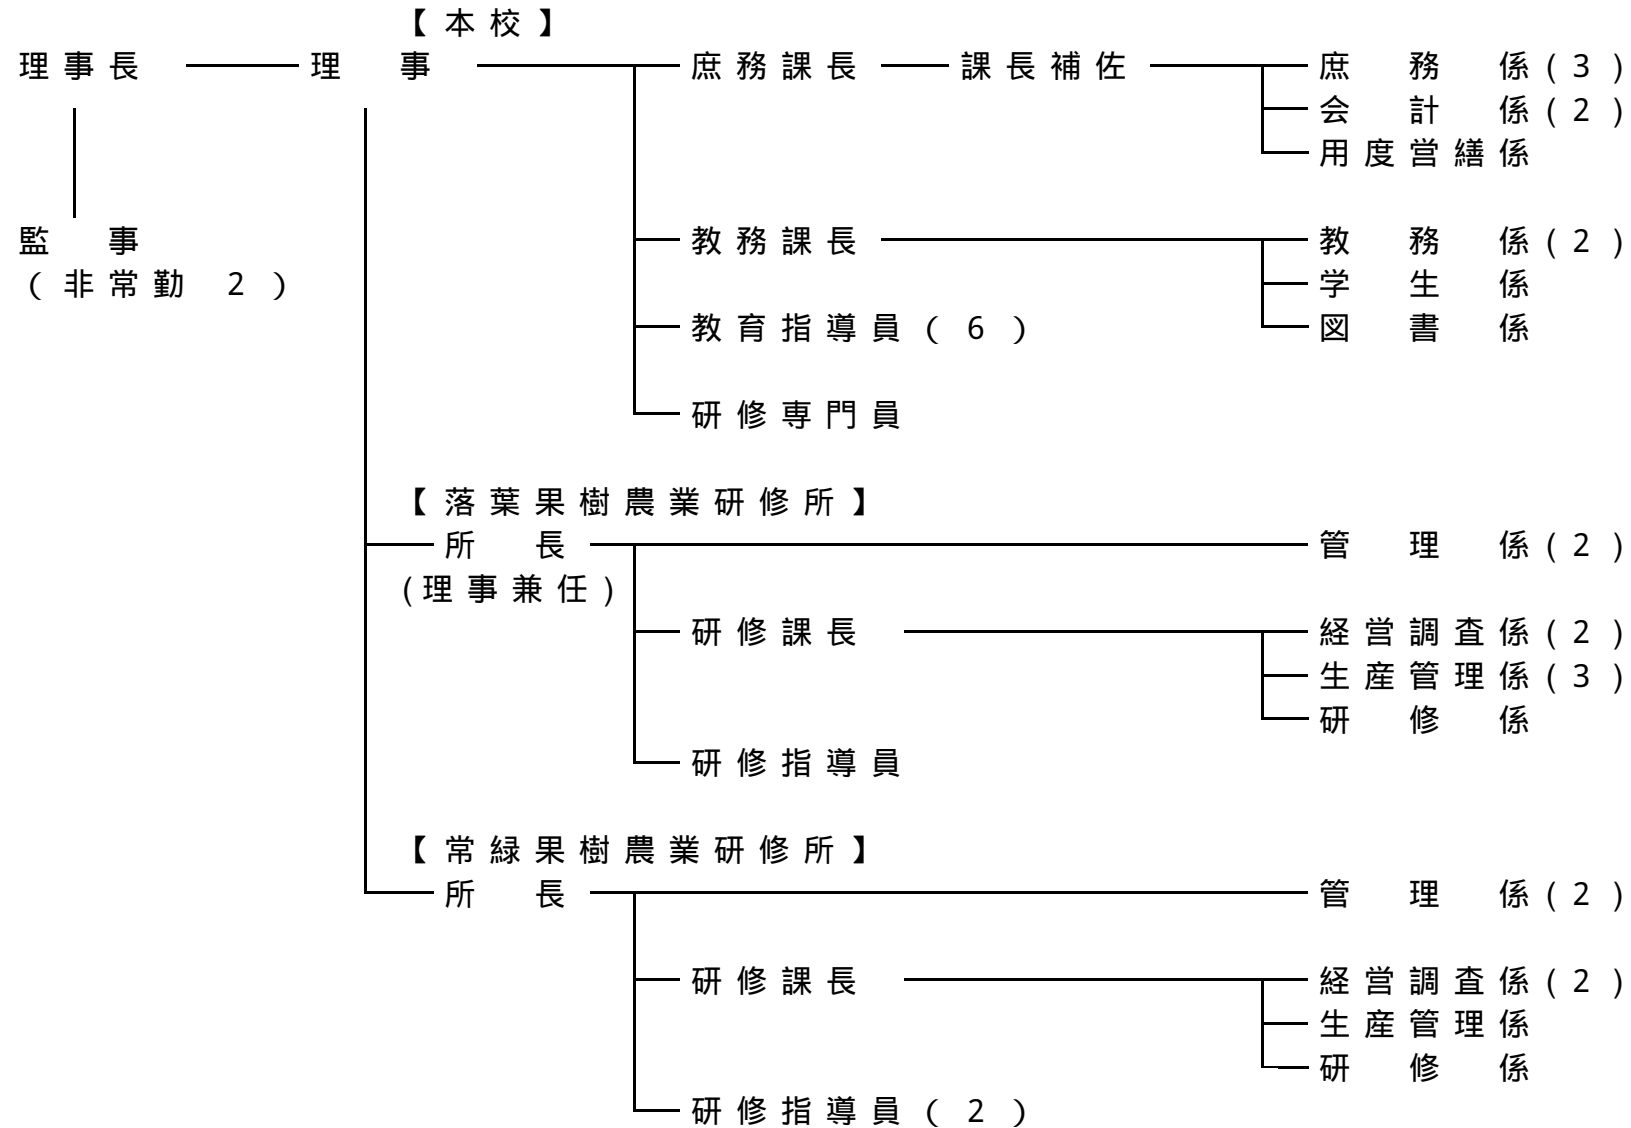 【本校】
理事長 理事 庶務課長 課長補佐 庶務係(3)
会計係(2)
用度営繕係
監事 教務課長 教務係(2)
(非常勤 2) 学生係
教育指導員(6) 図書係
研修専門員
【落葉果樹農業研修所】
所長 管理係(2)
(理事兼任)
研修課長 経営調査係(2)
生産管理係(3)
研修係
研修指導員
【常緑果樹農業研修所】
所長 管理係(2)
研修課長 経営調査係(2)
生産管理係
研修係
研修指導員(2)